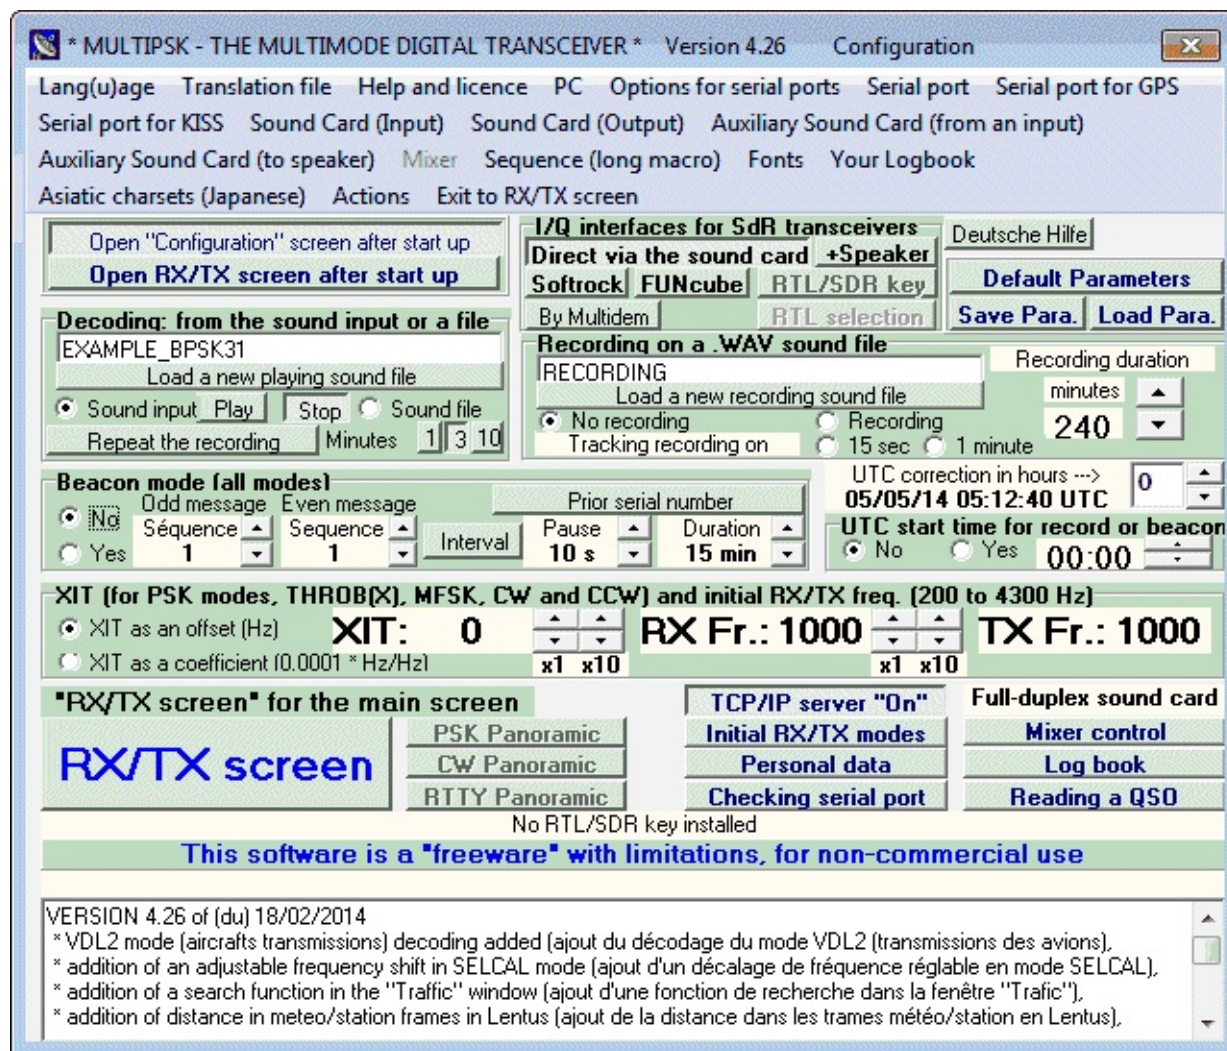 * MULTIPSK - THE MULTIMODE DIGITAL TRANSCEIVER * Version 4.26 Configuration
Lang(u)age Translation file Help and licence PC Options for serial ports Serial port Serial port for GPS
Serial port for KISS Sound Card (Input) Sound Card (Output) Auxiliary Sound Card (from an input)
Auxiliary Sound Card (to speaker) Mixer Sequence (long macro) Fonts Your Logbook
Asiatic charsets (Japanese) Actions Exit to RX/TX screen
Open "Configuration" screen after start up
Open RX/TX screen after start up
I/Q interfaces for SdR transceivers
Direct via the sound card +Speaker
Softrock FUNcube RTL/SDR key
By Multidem RTL selection
Deutsche Hilfe
Default Parameters
Save Para. Load Para.
Decoding: from the sound input or a file
EXAMPLE_BPSK31
Load a new playing sound file
Sound input Play Stop Sound file
Repeat the recording Minutes 1 3 10
Recording on a .WAV sound file
RECORDING
Load a new recording sound file
No recording Recording
Tracking recording on 15 sec 1 minute
Recording duration
minutes
240
Beacon mode (all modes)
No Odd message Even message Prior serial number
Séquence Sequence Interval Pause Duration
Yes 1 1 10 s 15 min
UTC correction in hours ---> 0
05/05/14 05:12:40 UTC
UTC start time for record or beacon
No Yes 00:00
XIT (for PSK modes, THROB(X), MFSK, CW and CCW) and initial RX/TX freq. (200 to 4300 Hz)
XIT as an offset (Hz) XIT: 0 RX Fr.: 1000 TX Fr.: 1000
XIT as a coefficient (0.0001 * Hz/Hz) x1 x10 x1 x10
"RX/TX screen" for the main screen
RX/TX screen
PSK Panoramic
CW Panoramic
RTTY Panoramic
TCP/IP server "On"
Initial RX/TX modes
Personal data
Checking serial port
Full-duplex sound card
Mixer control
Log book
Reading a QSO
No RTL/SDR key installed
This software is a "freeware" with limitations, for non-commercial use
VERSION 4.26 of (du) 18/02/2014
* VDL2 mode (aircrafts transmissions) decoding added (ajout du décodage du mode VDL2 (transmissions des avions),
* addition of an adjustable frequency shift in SELCAL mode (ajout d'un décalage de fréquence réglable en mode SELCAL),
* addition of a search function in the "Traffic" window (ajout d'une fonction de recherche dans la fenêtre "Trafic"),
* addition of distance in meteo/station frames in Lentus (ajout de la distance dans les trames météo/station en Lentus),